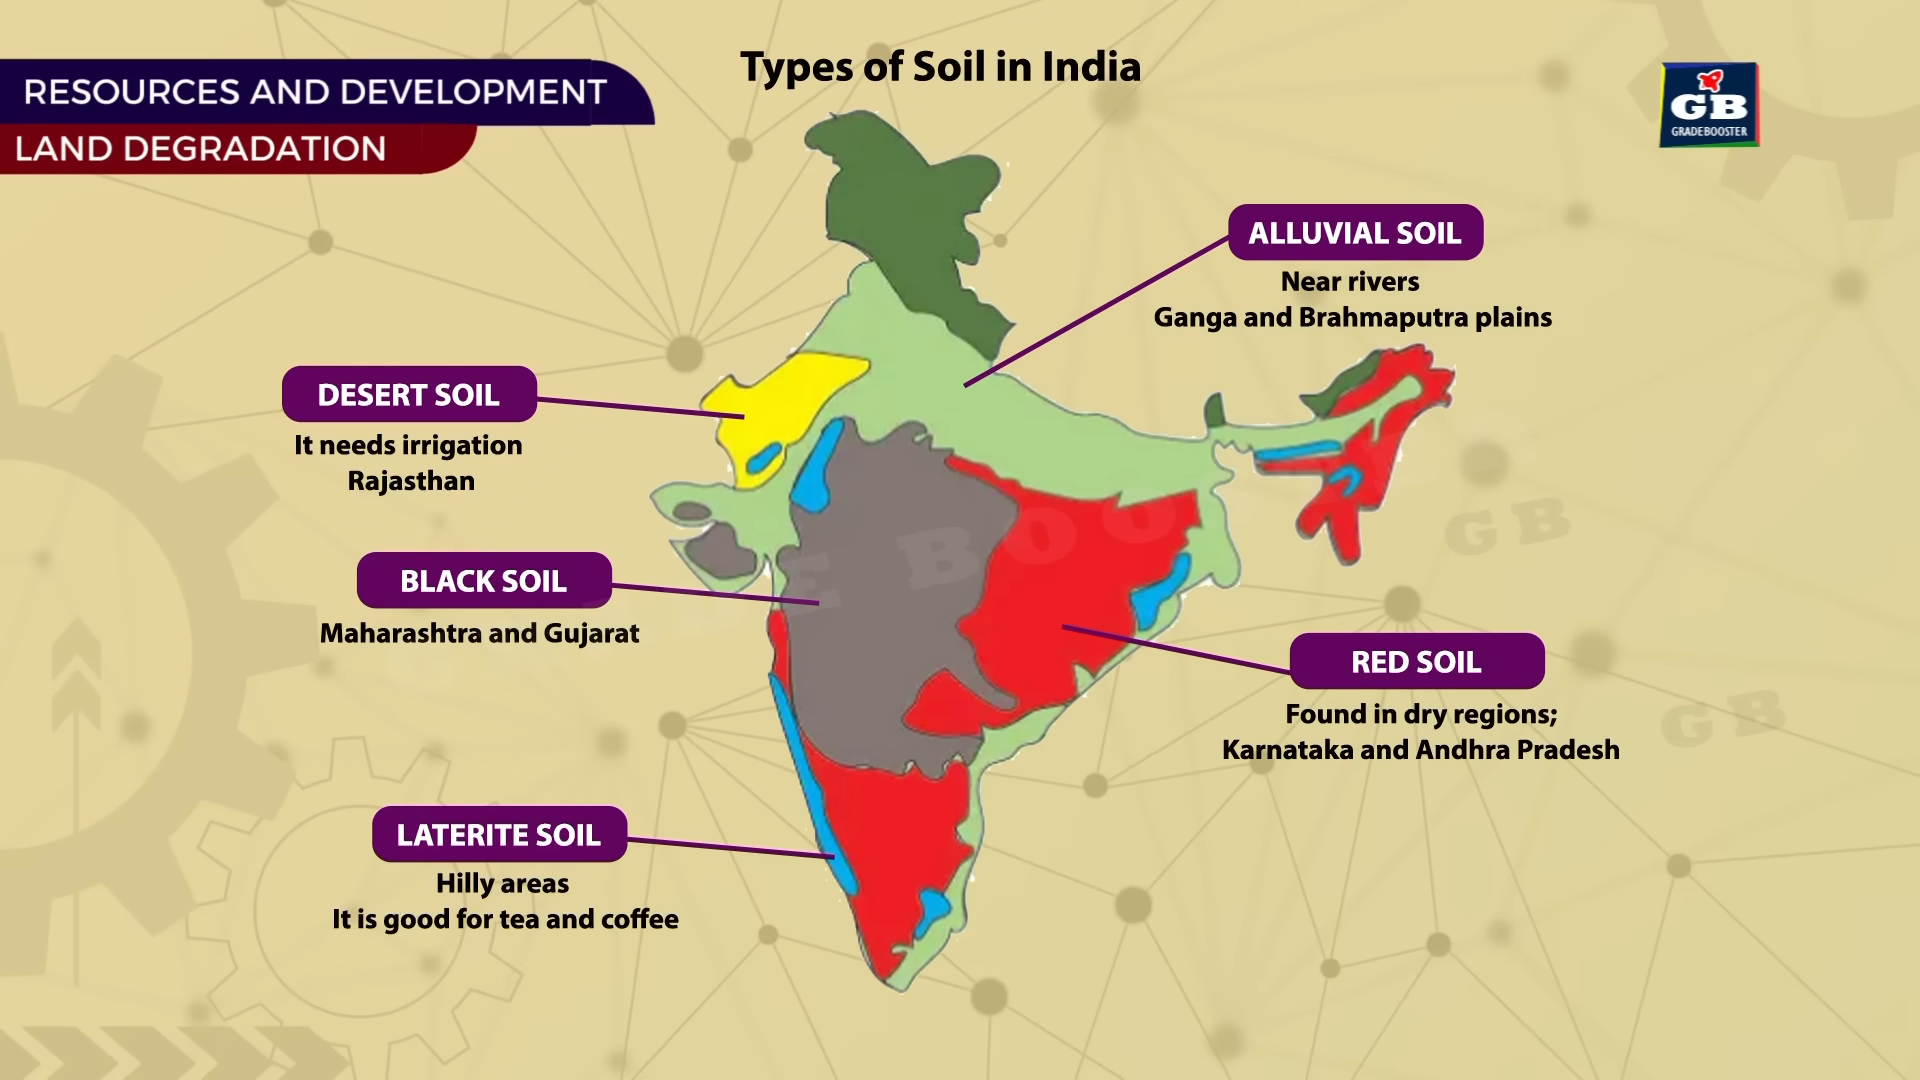 Types of Soil in India
RESOURCES AND DEVELOPMENT
LAND DEGRADATION
GB
GRADEBOOSTER
ALLUVIAL SOIL
Near rivers
Ganga and Brahmaputra plains
DESERT SOIL
It needs irrigation
Rajasthan
BLACK SOIL
Maharashtra and Gujarat
RED SOIL
Found in dry regions;
Karnataka and Andhra Pradesh
LATERITE SOIL
Hilly areas
It is good for tea and coffee
GB
GB